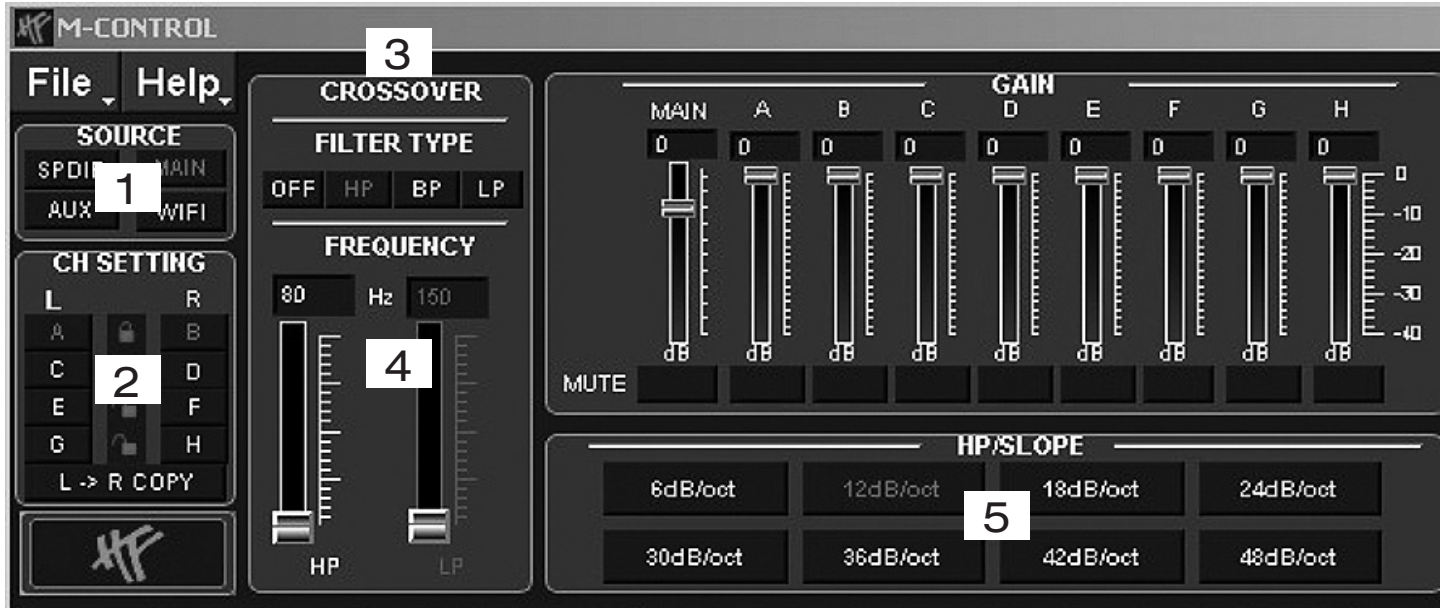 HF M-CONTROL
File Help
SOURCE
1
MAIN
AUX WIFI
CH SETTING
L R
A B
C D
2
E F
G H
L -> R COPY
HF
3
CROSSOVER
FILTER TYPE
OFF HP BP LP
FREQUENCY
80 Hz 150
4
HP LP
GAIN
MAIN A B C D E F G H
0 0 0 0 0 0 0 0 0
0
-10
-20
-30
-40
dB dB dB dB dB dB dB dB dB
MUTE
HP/SLOPE
6dB/oct 12dB/oct 18dB/oct 24dB/oct
5
30dB/oct 36dB/oct 42dB/oct 48dB/oct